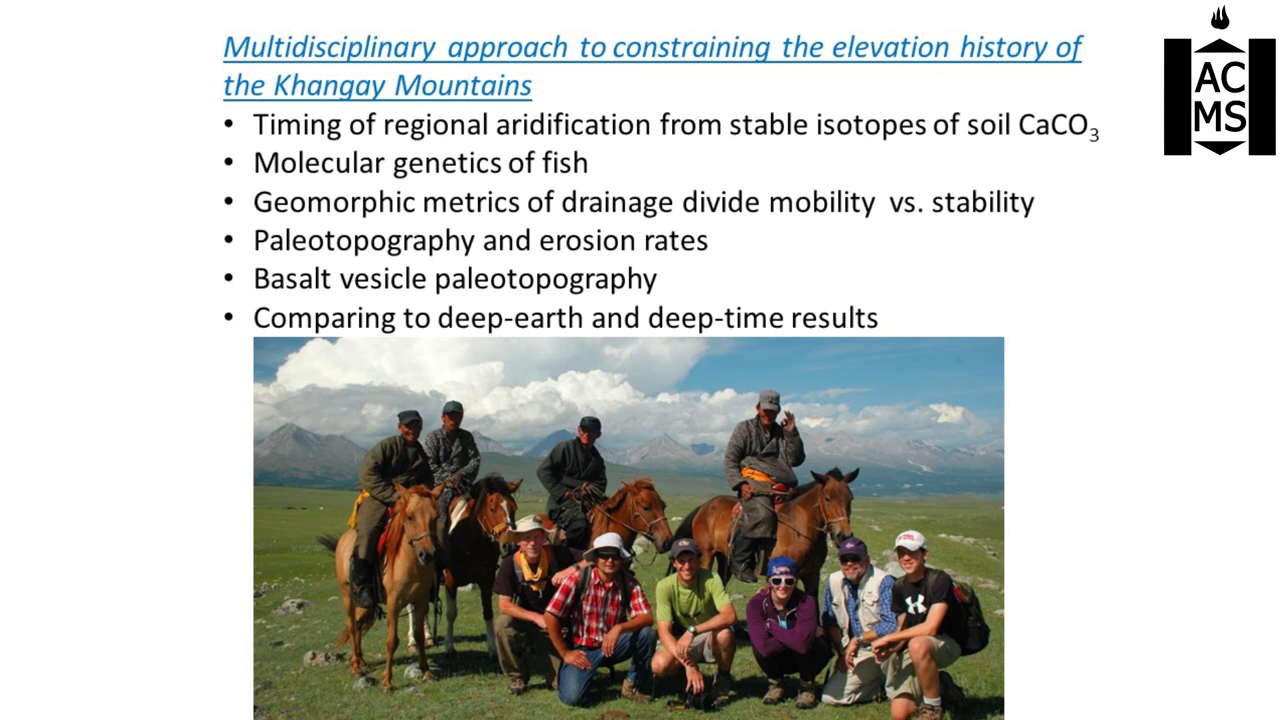 Multidisciplinary approach to constraining the elevation history of
the Khangay Mountains
• Timing of regional aridification from stable isotopes of soil CaCO₃
• Molecular genetics of fish
• Geomorphic metrics of drainage divide mobility vs. stability
• Paleotopography and erosion rates
• Basalt vesicle paleotopography
• Comparing to deep-earth and deep-time results
AC
MS